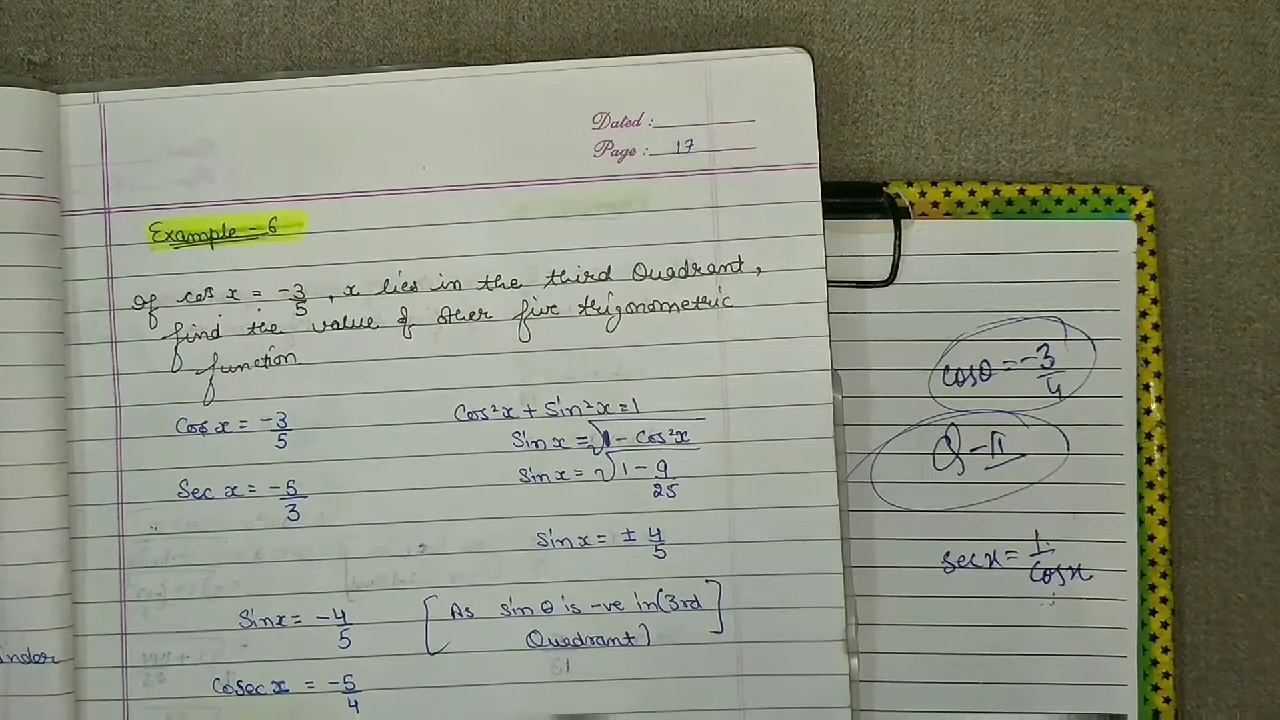 Dated :
Page : 17
Example - 6
If cos x = -3/5, x lies in the third Quadrant,
find the value of other five trigonometric
function
Cos x = -3/5
Cos²x + Sin²x = 1
Sin x = √1 - Cos²x
Sin x = √1 - 9/25
Sec x = -5/3
Sin x = ± 4/5
Sin x = -4/5 [As sin θ is -ve in (3rd
Quadrant)]
Cosec x = -5/4
cosθ = -3/4
Q - II
sec x = 1/cos x